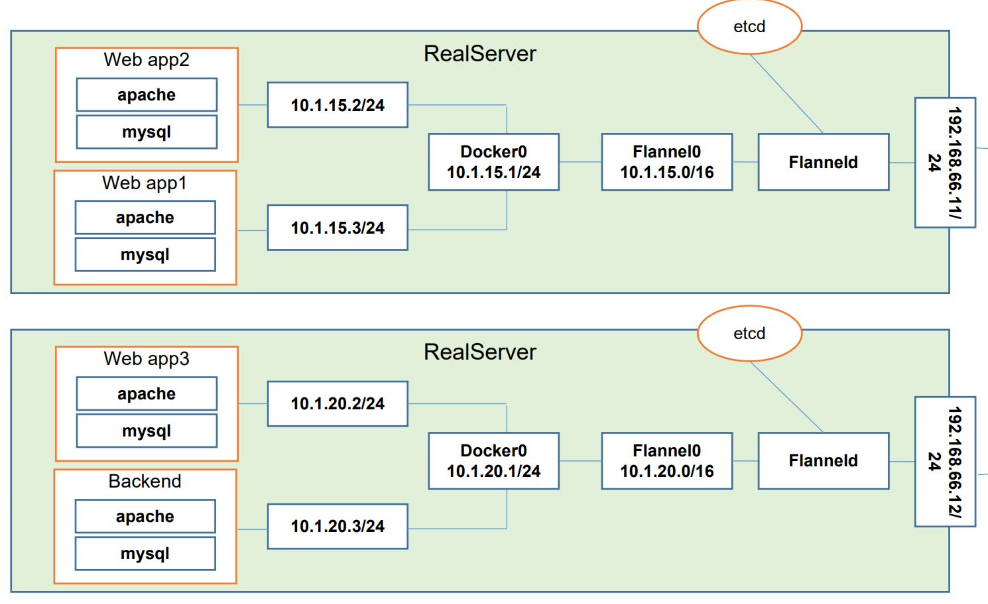 etcd
RealServer
Web app2
apache
mysql
10.1.15.2/24
Docker0
10.1.15.1/24
Flannel0
10.1.15.0/16
Flanneld
192.168.66.11/
24
Web app1
apache
mysql
10.1.15.3/24
etcd
RealServer
Web app3
apache
mysql
10.1.20.2/24
Docker0
10.1.20.1/24
Flannel0
10.1.20.0/16
Flanneld
192.168.66.12/
24
Backend
apache
mysql
10.1.20.3/24